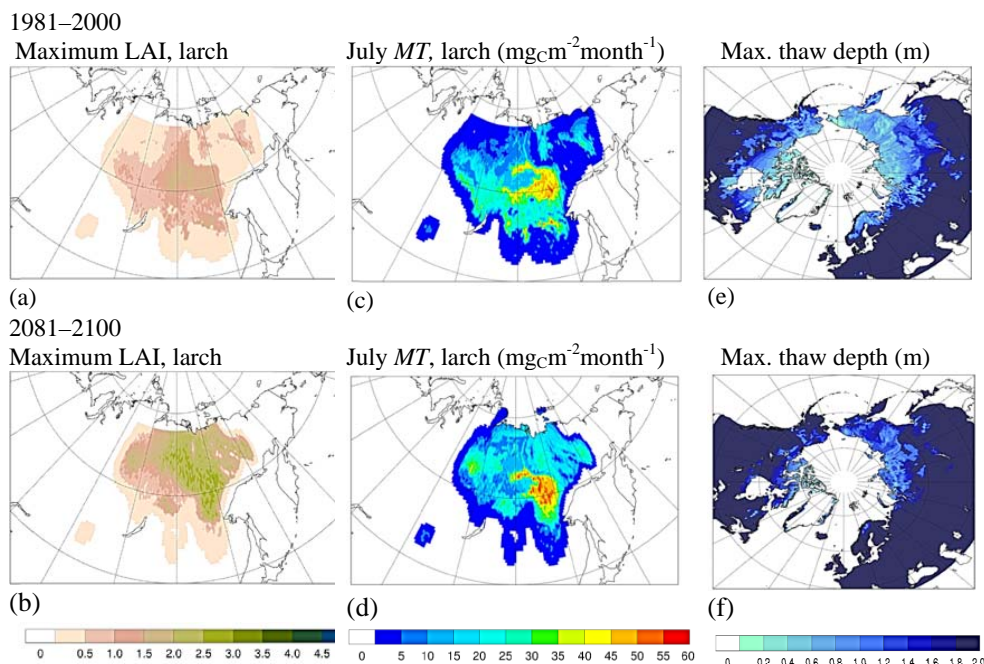 1981–2000
Maximum LAI, larch
July MT, larch (mgCm-2month-1)
Max. thaw depth (m)
(a)
(c)
(e)
2081–2100
Maximum LAI, larch
July MT, larch (mgCm-2month-1)
Max. thaw depth (m)
(b)
(d)
(f)
0 0.5 1.0 1.5 2.0 2.5 3.0 3.5 4.0 4.5
0 5 10 15 20 25 30 35 40 45 50 55 60
0 0.2 0.4 0.6 0.8 1.0 1.2 1.4 1.6 1.8 2.0